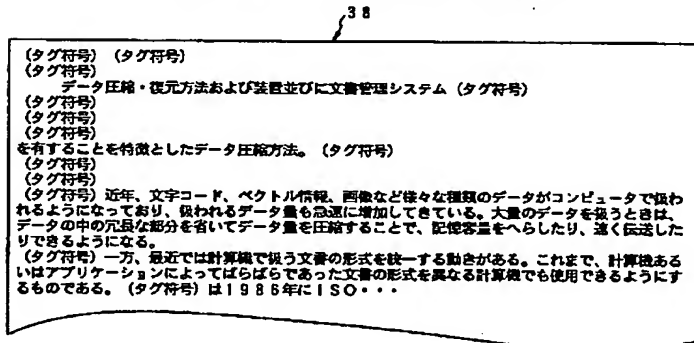 38
(タグ符号) (タグ符号)
(タグ符号)
データ圧縮・復元方法および装置並びに文書管理システム (タグ符号)
(タグ符号)
(タグ符号)
(タグ符号)
を有することを特徴としたデータ圧縮方法。 (タグ符号)
(タグ符号)
(タグ符号)
(タグ符号) 近年、文字コード、ベクトル情報、画像など様々な種類のデータがコンピュータで扱わ
れるようになっており、扱われるデータ量も急速に増加してきている。大量のデータを扱うときは、
データの中の冗長な部分を省いてデータ量を圧縮することで、記憶容量をへらしたり、速く伝送した
りできるようになる。
(タグ符号) 一方、最近では計算機で扱う文書の形式を統一する動きがある。これまで、計算機ある
いはアプリケーションによってばらばらであった文書の形式を異なる計算機でも使用できるようにす
るものである。 (タグ符号) は1986年にISO・・・